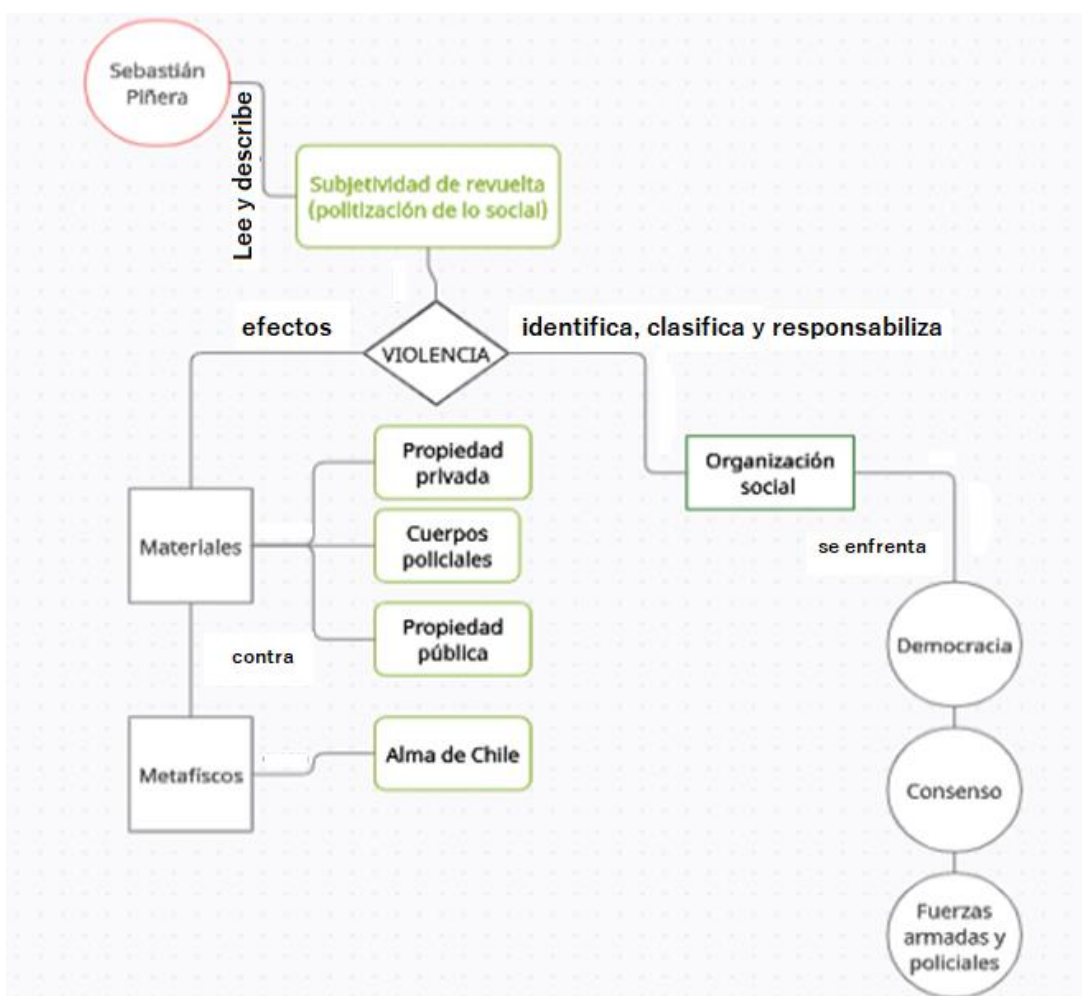 Sebastián
Piñera
Lee y describe
Subjetividad de revuelta
(politización de lo social)
efectos
identifica, clasifica y responsabiliza
VIOLENCIA
Propiedad
privada
Organización
social
Materiales
Cuerpos
policiales
se enfrenta
Propiedad
pública
contra
Democracia
Metafíscos
Alma de Chile
Consenso
Fuerzas
armadas y
policiales